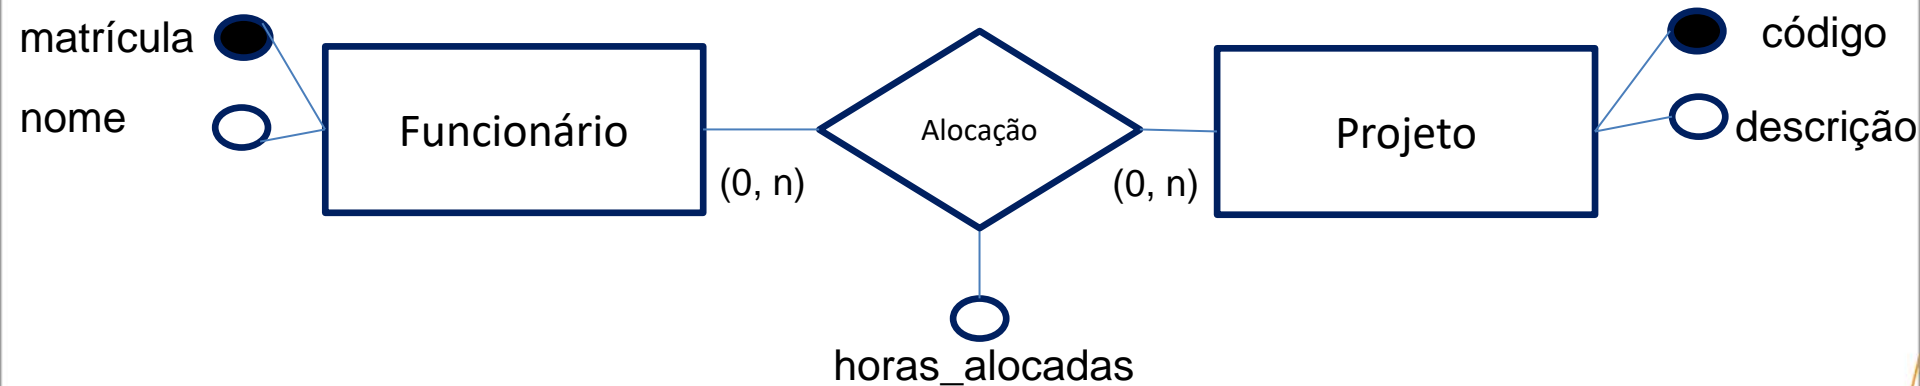 matrícula
nome
Funcionário
(0, n)
Alocação
(0, n)
Projeto
código
descrição
horas_alocadas